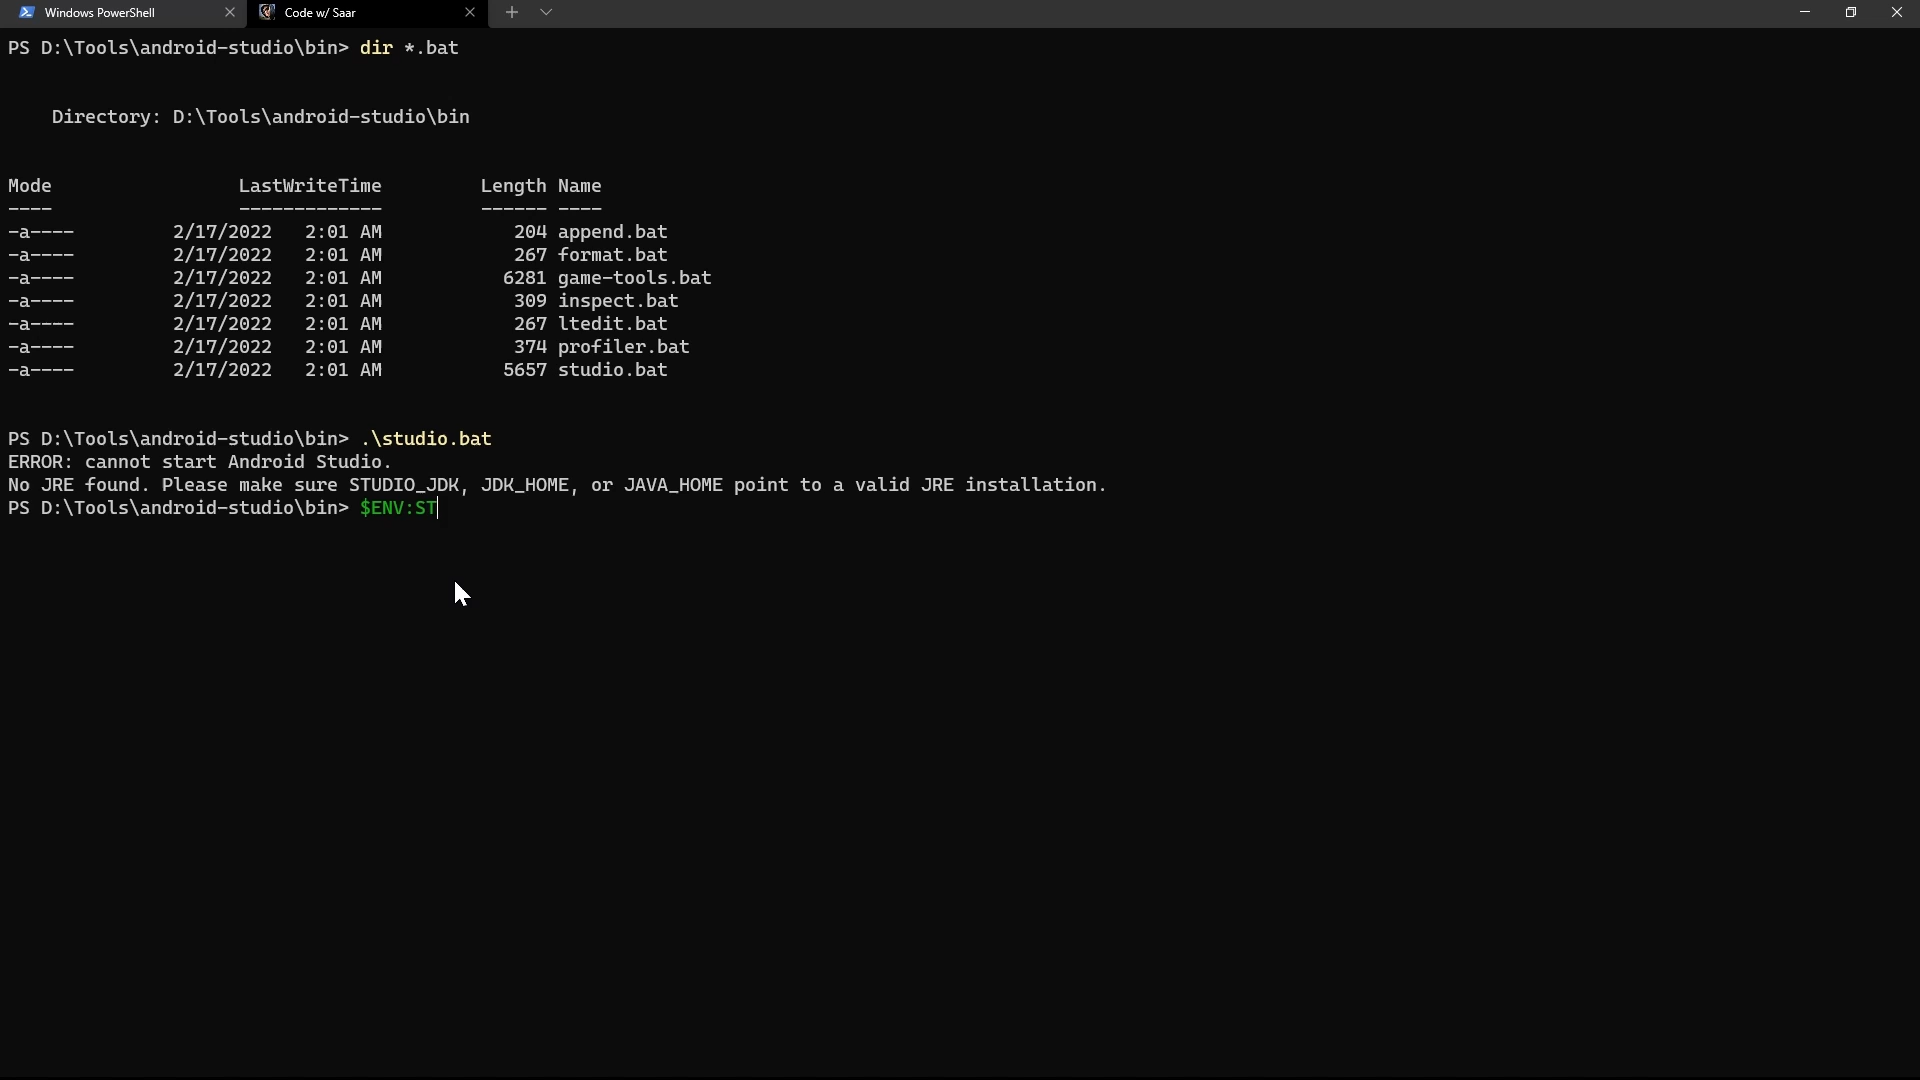 Windows PowerShell
Code w/ Saar
PS D:\Tools\android-studio\bin> dir *.bat
Directory: D:\Tools\android-studio\bin
Mode LastWriteTime Length Name
---- ------------- ------ ----
-a---- 2/17/2022 2:01 AM 204 append.bat
-a---- 2/17/2022 2:01 AM 267 format.bat
-a---- 2/17/2022 2:01 AM 6281 game-tools.bat
-a---- 2/17/2022 2:01 AM 309 inspect.bat
-a---- 2/17/2022 2:01 AM 267 ltedit.bat
-a---- 2/17/2022 2:01 AM 374 profiler.bat
-a---- 2/17/2022 2:01 AM 5657 studio.bat
PS D:\Tools\android-studio\bin> .\studio.bat
ERROR: cannot start Android Studio.
No JRE found. Please make sure STUDIO_JDK, JDK_HOME, or JAVA_HOME point to a valid JRE installation.
PS D:\Tools\android-studio\bin> $ENV:ST